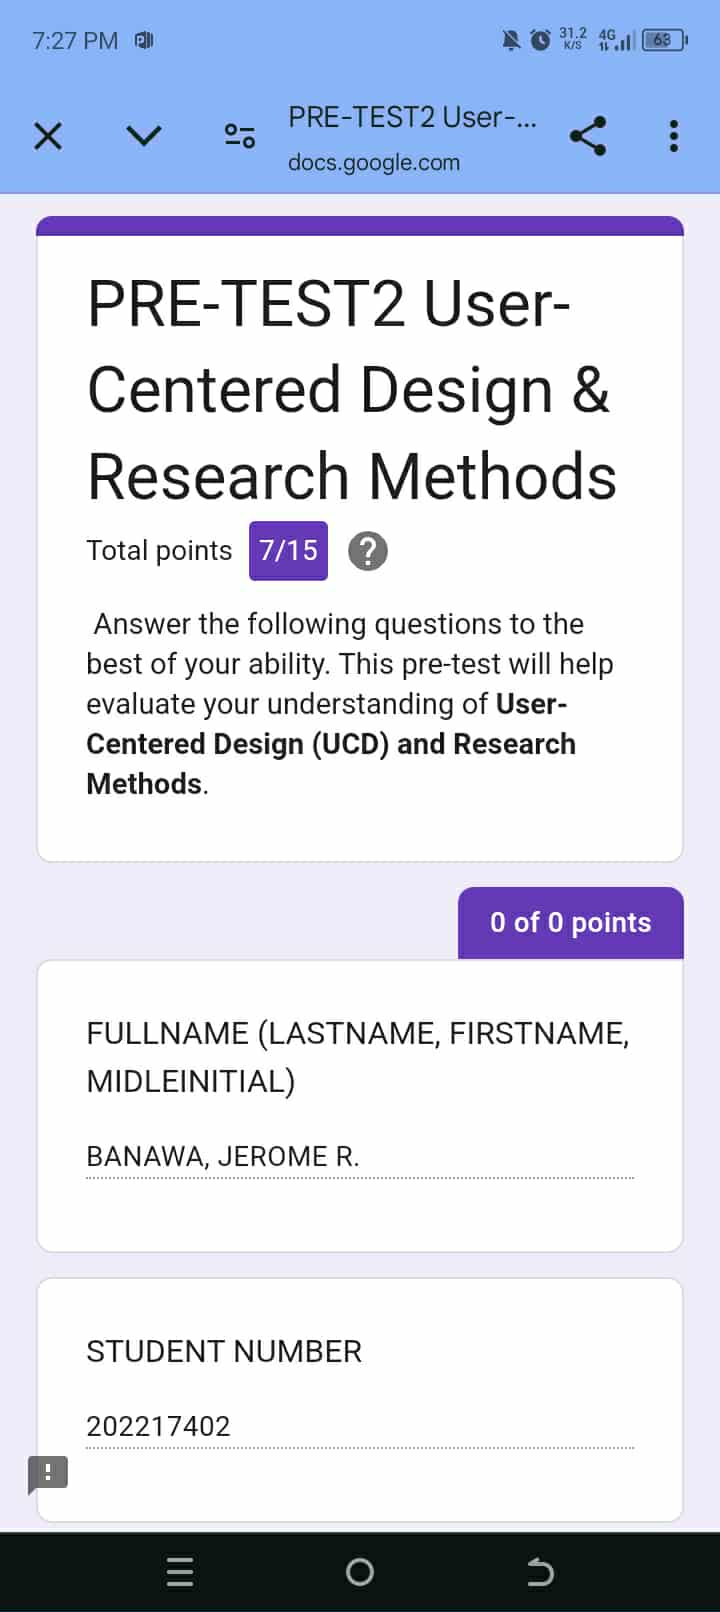 7:27 PM
31.2
K/S
4G
63
PRE-TEST2 User-...
docs.google.com
PRE-TEST2 User-
Centered Design &
Research Methods
Total points 7/15 ?
Answer the following questions to the
best of your ability. This pre-test will help
evaluate your understanding of User-
Centered Design (UCD) and Research
Methods.
0 of 0 points
FULLNAME (LASTNAME, FIRSTNAME,
MIDLEINITIAL)
BANAWA, JEROME R.
STUDENT NUMBER
202217402
!